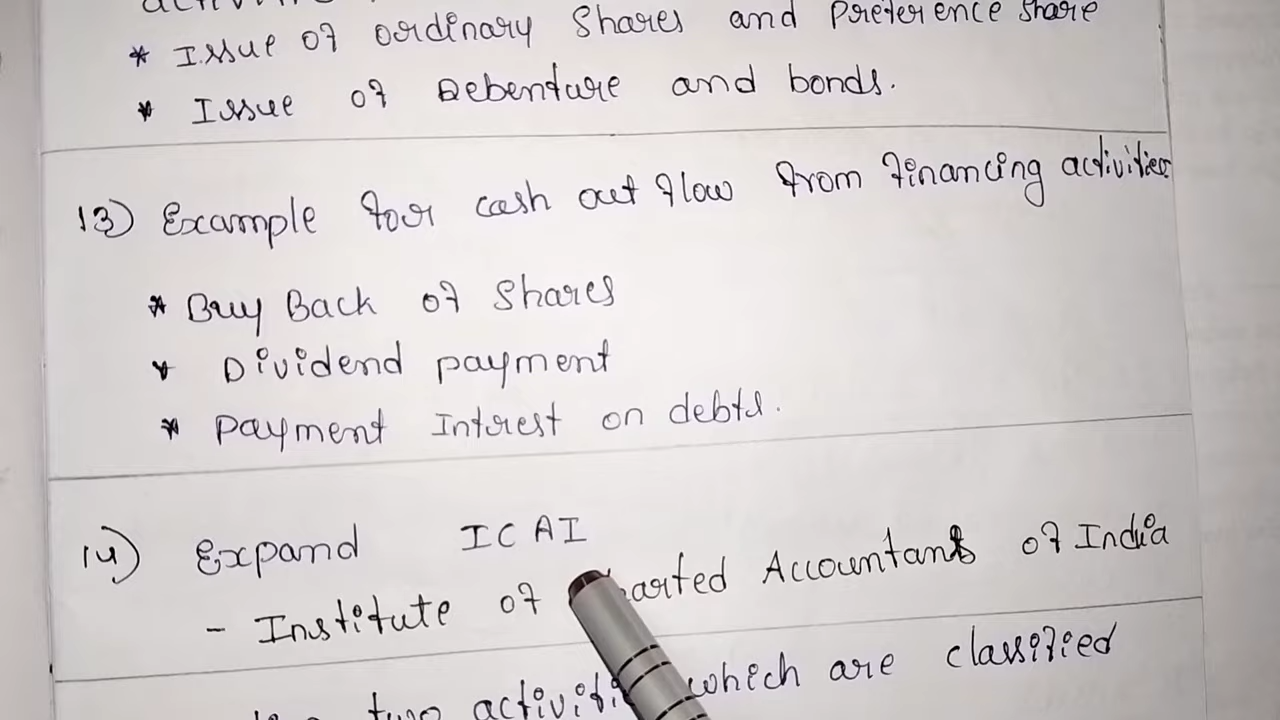 * Issue of ordinary Shares and Preference Share
* Issue of Debenture and bonds.
13) Example for cash out flow from financing activities
* Buy Back of Shares
* Dividend payment
* Payment Interest on debts.
14) Expand ICAI
- Institute of Accountants of India
two which are classified